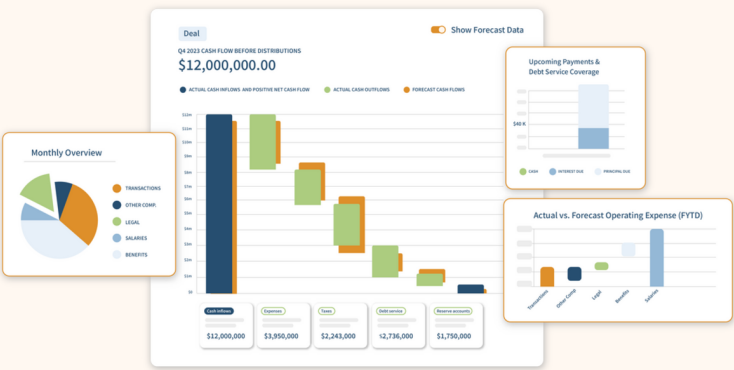 Deal
Show Forecast Data
Q4 2023 CASH FLOW BEFORE DISTRIBUTIONS
$12,000,000.00
ACTUAL CASH INFLOWS AND POSITIVE NET CASH FLOW
ACTUAL CASH OUTFLOWS
FORECAST CASH FLOWS
$12m
$11m
$10m
$9m
$8m
$7m
$6m
$4m
$3m
$2m
$1m
$0
Cash Inflows
Expenses
Taxes
Debt service
Reserve accounts
$12,000,000
$3,950,000
$2,243,000
$2,736,000
$1,750,000
Monthly Overview
TRANSACTIONS
OTHER COMP.
LEGAL
SALARIES
BENEFITS
Upcoming Payments &
Debt Service Coverage
$40 K
CASH
INTEREST DUE
PRINCIPAL DUE
Actual vs. Forecast Operating Expense (FYTD)
Transactions
Other Comp
Legal
Benefits
Salaries